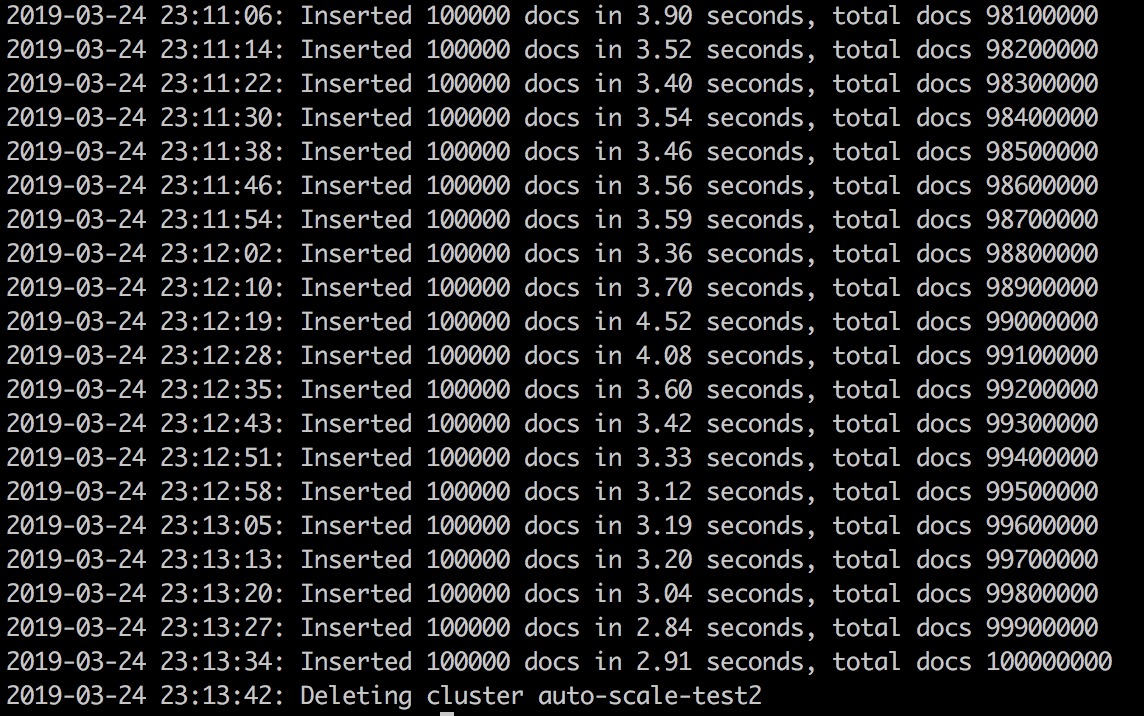 2019-03-24 23:11:06: Inserted 100000 docs in 3.90 seconds, total docs 98100000
2019-03-24 23:11:14: Inserted 100000 docs in 3.52 seconds, total docs 98200000
2019-03-24 23:11:22: Inserted 100000 docs in 3.40 seconds, total docs 98300000
2019-03-24 23:11:30: Inserted 100000 docs in 3.54 seconds, total docs 98400000
2019-03-24 23:11:38: Inserted 100000 docs in 3.46 seconds, total docs 98500000
2019-03-24 23:11:46: Inserted 100000 docs in 3.56 seconds, total docs 98600000
2019-03-24 23:11:54: Inserted 100000 docs in 3.59 seconds, total docs 98700000
2019-03-24 23:12:02: Inserted 100000 docs in 3.36 seconds, total docs 98800000
2019-03-24 23:12:10: Inserted 100000 docs in 3.70 seconds, total docs 98900000
2019-03-24 23:12:19: Inserted 100000 docs in 4.52 seconds, total docs 99000000
2019-03-24 23:12:28: Inserted 100000 docs in 4.08 seconds, total docs 99100000
2019-03-24 23:12:35: Inserted 100000 docs in 3.60 seconds, total docs 99200000
2019-03-24 23:12:43: Inserted 100000 docs in 3.42 seconds, total docs 99300000
2019-03-24 23:12:51: Inserted 100000 docs in 3.33 seconds, total docs 99400000
2019-03-24 23:12:58: Inserted 100000 docs in 3.12 seconds, total docs 99500000
2019-03-24 23:13:05: Inserted 100000 docs in 3.19 seconds, total docs 99600000
2019-03-24 23:13:13: Inserted 100000 docs in 3.20 seconds, total docs 99700000
2019-03-24 23:13:20: Inserted 100000 docs in 3.04 seconds, total docs 99800000
2019-03-24 23:13:27: Inserted 100000 docs in 2.84 seconds, total docs 99900000
2019-03-24 23:13:34: Inserted 100000 docs in 2.91 seconds, total docs 100000000
2019-03-24 23:13:42: Deleting cluster auto-scale-test2